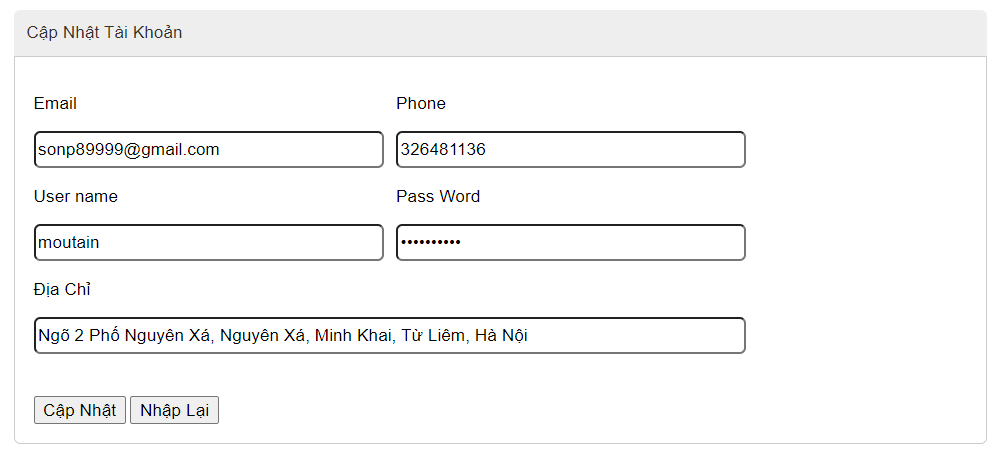 Cập Nhật Tài Khoản
Email Phone
sonp89999@gmail.com 326481136
User name Pass Word
moutain ••••••••••
Địa Chỉ
Ngõ 2 Phố Nguyên Xá, Nguyên Xá, Minh Khai, Từ Liêm, Hà Nội
Cập Nhật Nhập Lại